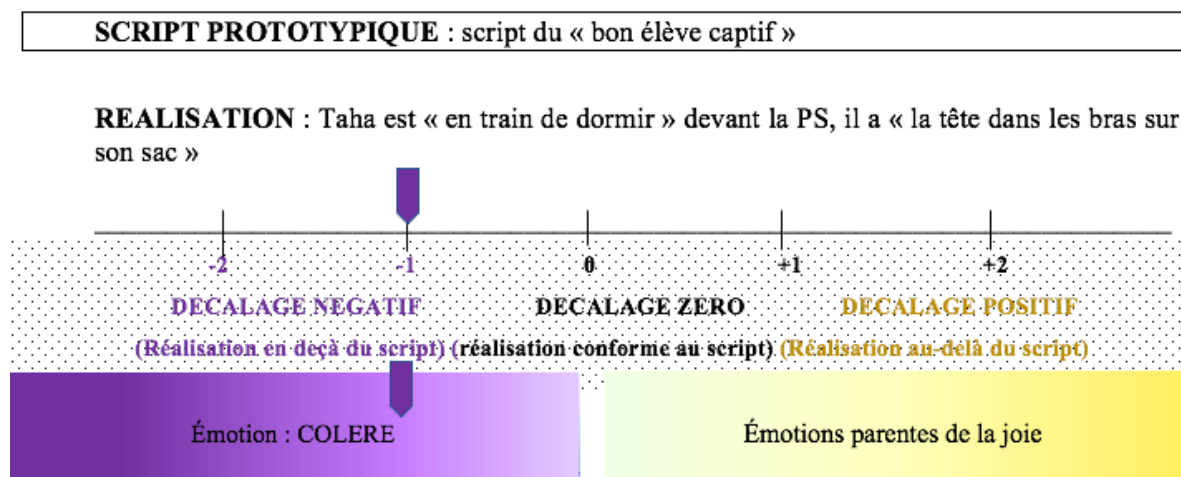 SCRIPT PROTOTYPIQUE : script du « bon élève captif »
REALISATION : Taha est « en train de dormir » devant la PS, il a « la tête dans les bras sur
son sac »
-2 -1 0 +1 +2
DECALAGE NEGATIF DECALAGE ZERO DECALAGE POSITIF
(Réalisation en deçà du script) (réalisation conforme au script) (Réalisation au-delà du script)
Émotion : COLERE Émotions parentes de la joie